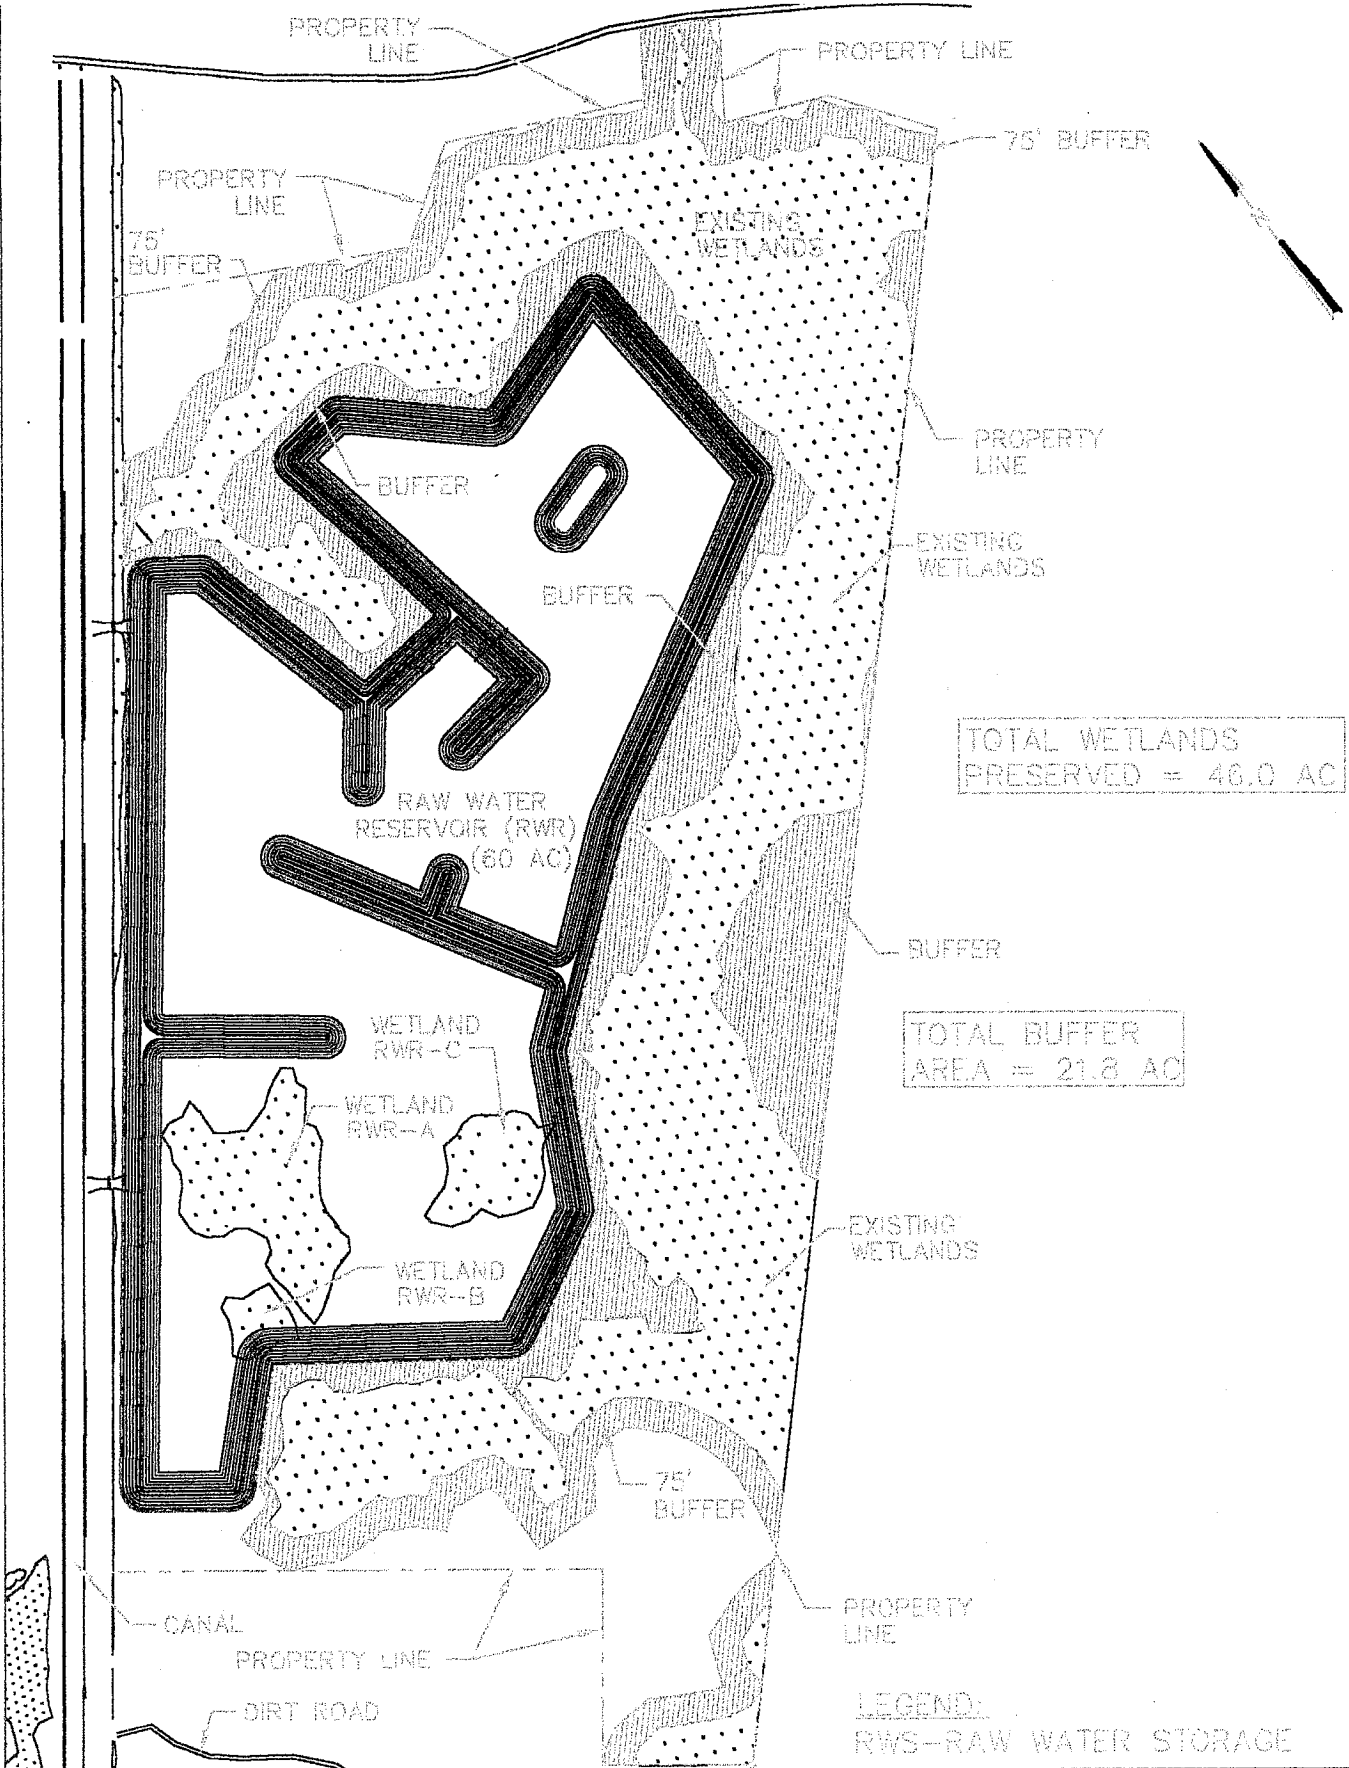 PROPERTY
LINE
PROPERTY LINE
75' BUFFER
PROPERTY
LINE
75'
BUFFER
EXISTING
WETLANDS
PROPERTY
LINE
BUFFER
EXISTING
WETLANDS
BUFFER
TOTAL WETLANDS
PRESERVED = 46.0 AC
RAW WATER
RESERVOIR (RWR)
(60 AC)
BUFFER
WETLAND
RWR-C
TOTAL BUFFER
AREA = 21.8 AC
WETLAND
RWR-A
EXISTING
WETLANDS
WETLAND
RWR-B
75'
BUFFER
CANAL
PROPERTY
LINE
PROPERTY LINE
DIRT ROAD
LEGEND:
RWS-RAW WATER STORAGE